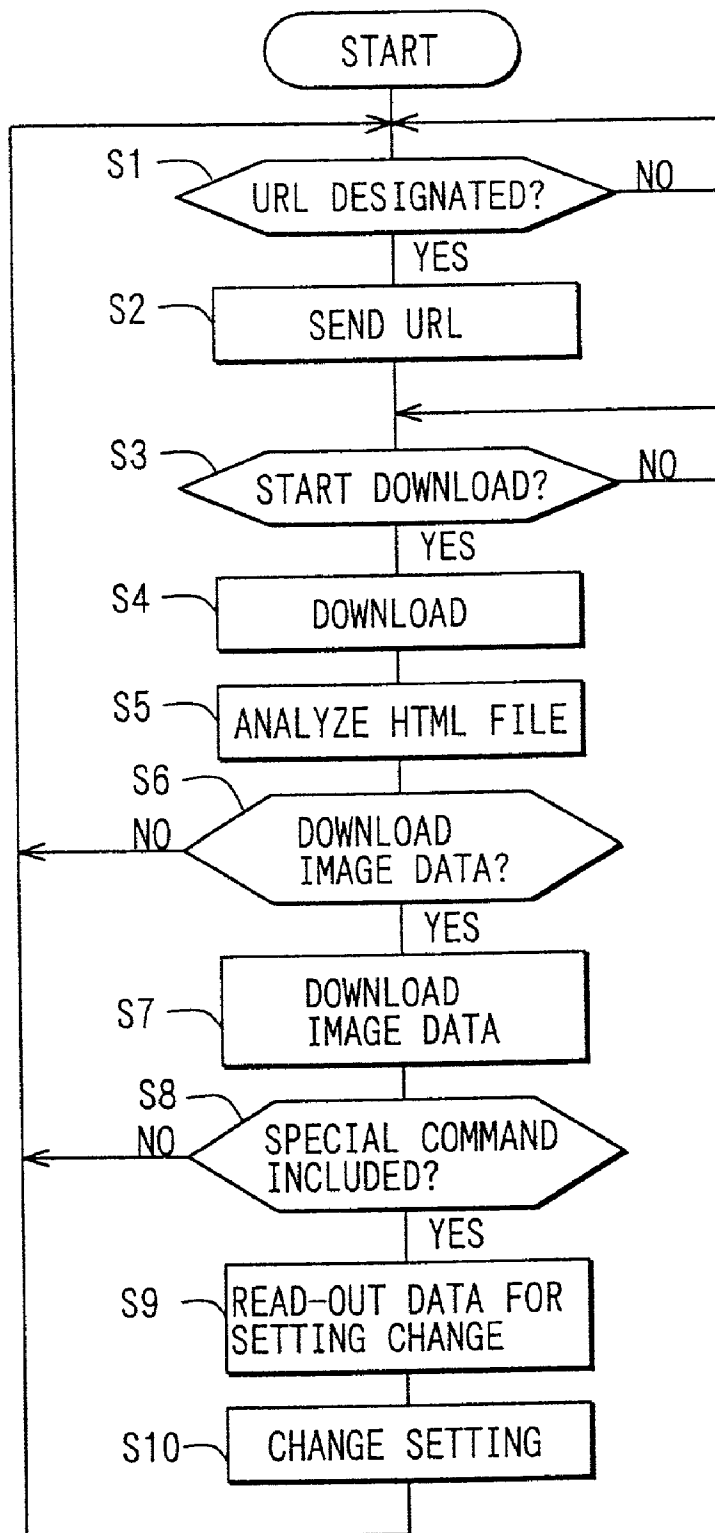 START
S1
URL DESIGNATED?
NO
YES
S2
SEND URL
S3
START DOWNLOAD?
NO
YES
S4
DOWNLOAD
S5
ANALYZE HTML FILE
S6
NO
DOWNLOAD
IMAGE DATA?
YES
S7
DOWNLOAD
IMAGE DATA
S8
NO
SPECIAL COMMAND
INCLUDED?
YES
S9
READ-OUT DATA FOR
SETTING CHANGE
S10
CHANGE SETTING